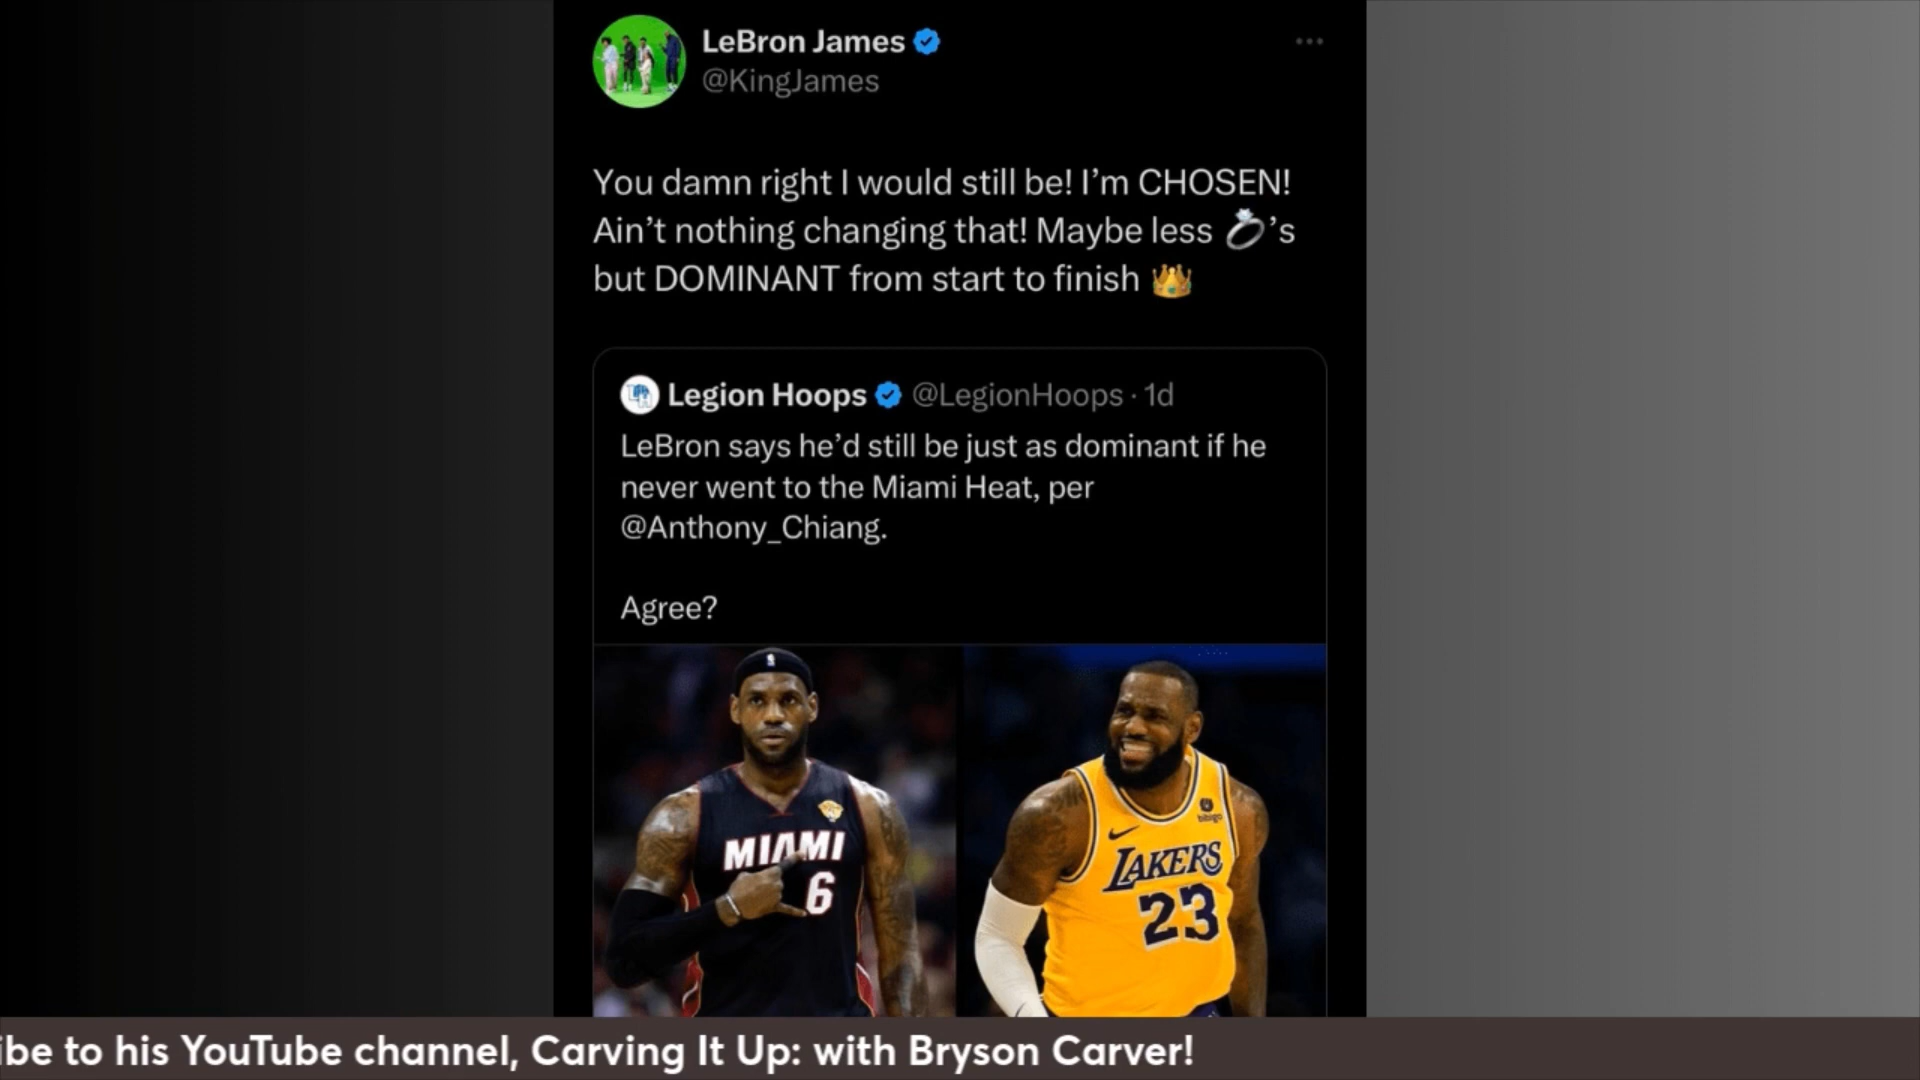 LeBron James
@KingJames
You damn right I would still be! I'm CHOSEN!
Ain't nothing changing that! Maybe less 💍's
but DOMINANT from start to finish 👑
Legion Hoops @LegionHoops · 1d
LeBron says he'd still be just as dominant if he
never went to the Miami Heat, per
@Anthony_Chiang.
Agree?
MIAMI
6
bibigo
LAKERS
23
ibe to his YouTube channel, Carving It Up: with Bryson Carver!